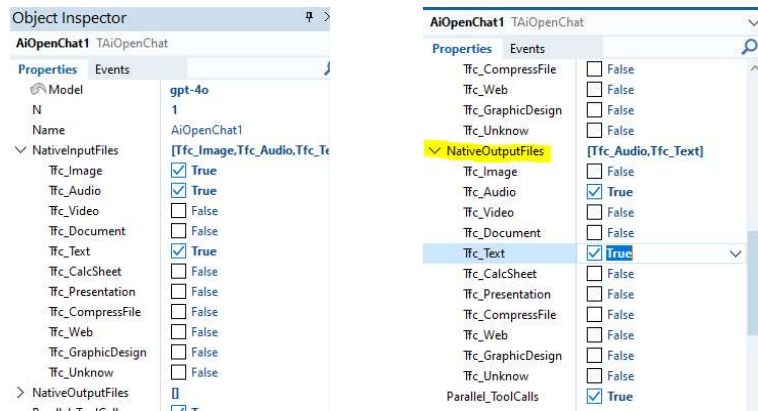 Object Inspector
AiOpenChat1 TAiOpenChat
Properties Events
Model gpt-4o
N 1
Name AiOpenChat1
NativeInputFiles [Tfc_Image,Tfc_Audio,Tfc_Te
Tfc_Image True
Tfc_Audio True
Tfc_Video False
Tfc_Document False
Tfc_Text True
Tfc_CalcSheet False
Tfc_Presentation False
Tfc_CompressFile False
Tfc_Web False
Tfc_GraphicDesign False
Tfc_Unknow False
NativeOutputFiles []
AiOpenChat1 TAiOpenChat
Properties Events
Tfc_CompressFile False
Tfc_Web False
Tfc_GraphicDesign False
Tfc_Unknow False
NativeOutputFiles [Tfc_Audio,Tfc_Text]
Tfc_Image False
Tfc_Audio True
Tfc_Video False
Tfc_Document False
Tfc_Text True
Tfc_CalcSheet False
Tfc_Presentation False
Tfc_CompressFile False
Tfc_Web False
Tfc_GraphicDesign False
Tfc_Unknow False
Parallel_ToolCalls True